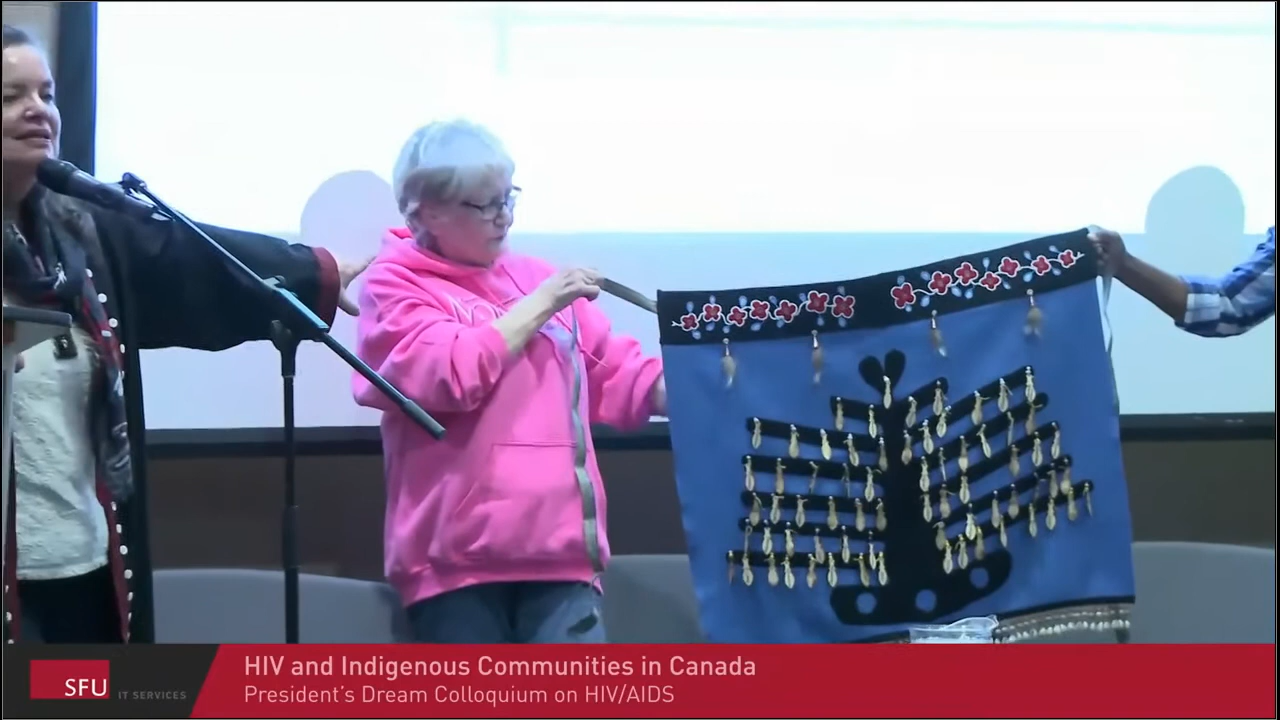 HIV and Indigenous Communities in Canada
SFU IT SERVICES
President's Dream Colloquium on HIV/AIDS